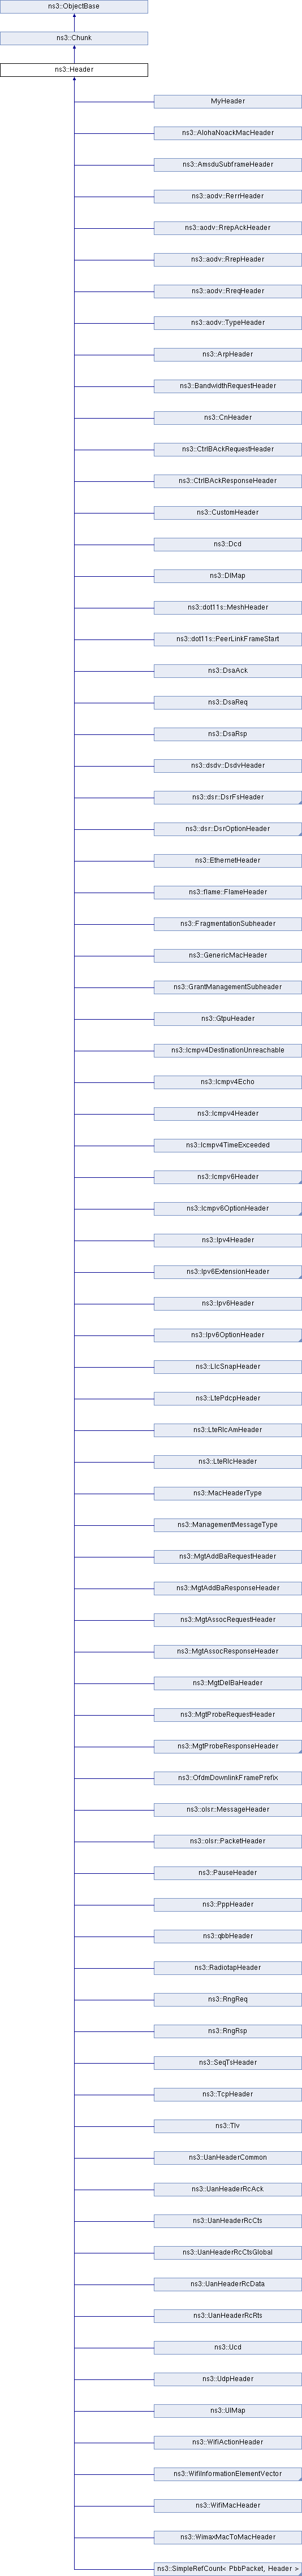 ns3::ObjectBase
ns3::Chunk
ns3::Header
MyHeader
ns3::AlohaNoackMacHeader
ns3::AmsduSubframeHeader
ns3::aodv::RerrHeader
ns3::aodv::RrepAckHeader
ns3::aodv::RrepHeader
ns3::aodv::RreqHeader
ns3::aodv::TypeHeader
ns3::ArpHeader
ns3::BandwidthRequestHeader
ns3::CnHeader
ns3::CtrlBAckRequestHeader
ns3::CtrlBAckResponseHeader
ns3::CustomHeader
ns3::Dcd
ns3::DlMap
ns3::dot11s::MeshHeader
ns3::dot11s::PeerLinkFrameStart
ns3::DsaAck
ns3::DsaReq
ns3::DsaRsp
ns3::dsdv::DsdvHeader
ns3::dsr::DsrFsHeader
ns3::dsr::DsrOptionHeader
ns3::EthernetHeader
ns3::flame::FlameHeader
ns3::FragmentationSubheader
ns3::GenericMacHeader
ns3::GrantManagementSubheader
ns3::GtpuHeader
ns3::Icmpv4DestinationUnreachable
ns3::Icmpv4Echo
ns3::Icmpv4Header
ns3::Icmpv4TimeExceeded
ns3::Icmpv6Header
ns3::Icmpv6OptionHeader
ns3::Ipv4Header
ns3::Ipv6ExtensionHeader
ns3::Ipv6Header
ns3::Ipv6OptionHeader
ns3::LlcSnapHeader
ns3::LtePdcpHeader
ns3::LteRlcAmHeader
ns3::LteRlcHeader
ns3::MacHeaderType
ns3::ManagementMessageType
ns3::MgtAddBaRequestHeader
ns3::MgtAddBaResponseHeader
ns3::MgtAssocRequestHeader
ns3::MgtAssocResponseHeader
ns3::MgtDelBaHeader
ns3::MgtProbeRequestHeader
ns3::MgtProbeResponseHeader
ns3::OfdmDownlinkFramePrefix
ns3::olsr::MessageHeader
ns3::olsr::PacketHeader
ns3::PauseHeader
ns3::PppHeader
ns3::qbbHeader
ns3::RadiotapHeader
ns3::RngReq
ns3::RngRsp
ns3::SeqTsHeader
ns3::TcpHeader
ns3::Tlv
ns3::UanHeaderCommon
ns3::UanHeaderRcAck
ns3::UanHeaderRcCts
ns3::UanHeaderRcCtsGlobal
ns3::UanHeaderRcData
ns3::UanHeaderRcRts
ns3::Ucd
ns3::UdpHeader
ns3::UlMap
ns3::WifiActionHeader
ns3::WifiInformationElementVector
ns3::WifiMacHeader
ns3::WimaxMacToMacHeader
ns3::SimpleRefCount< PbbPacket, Header >